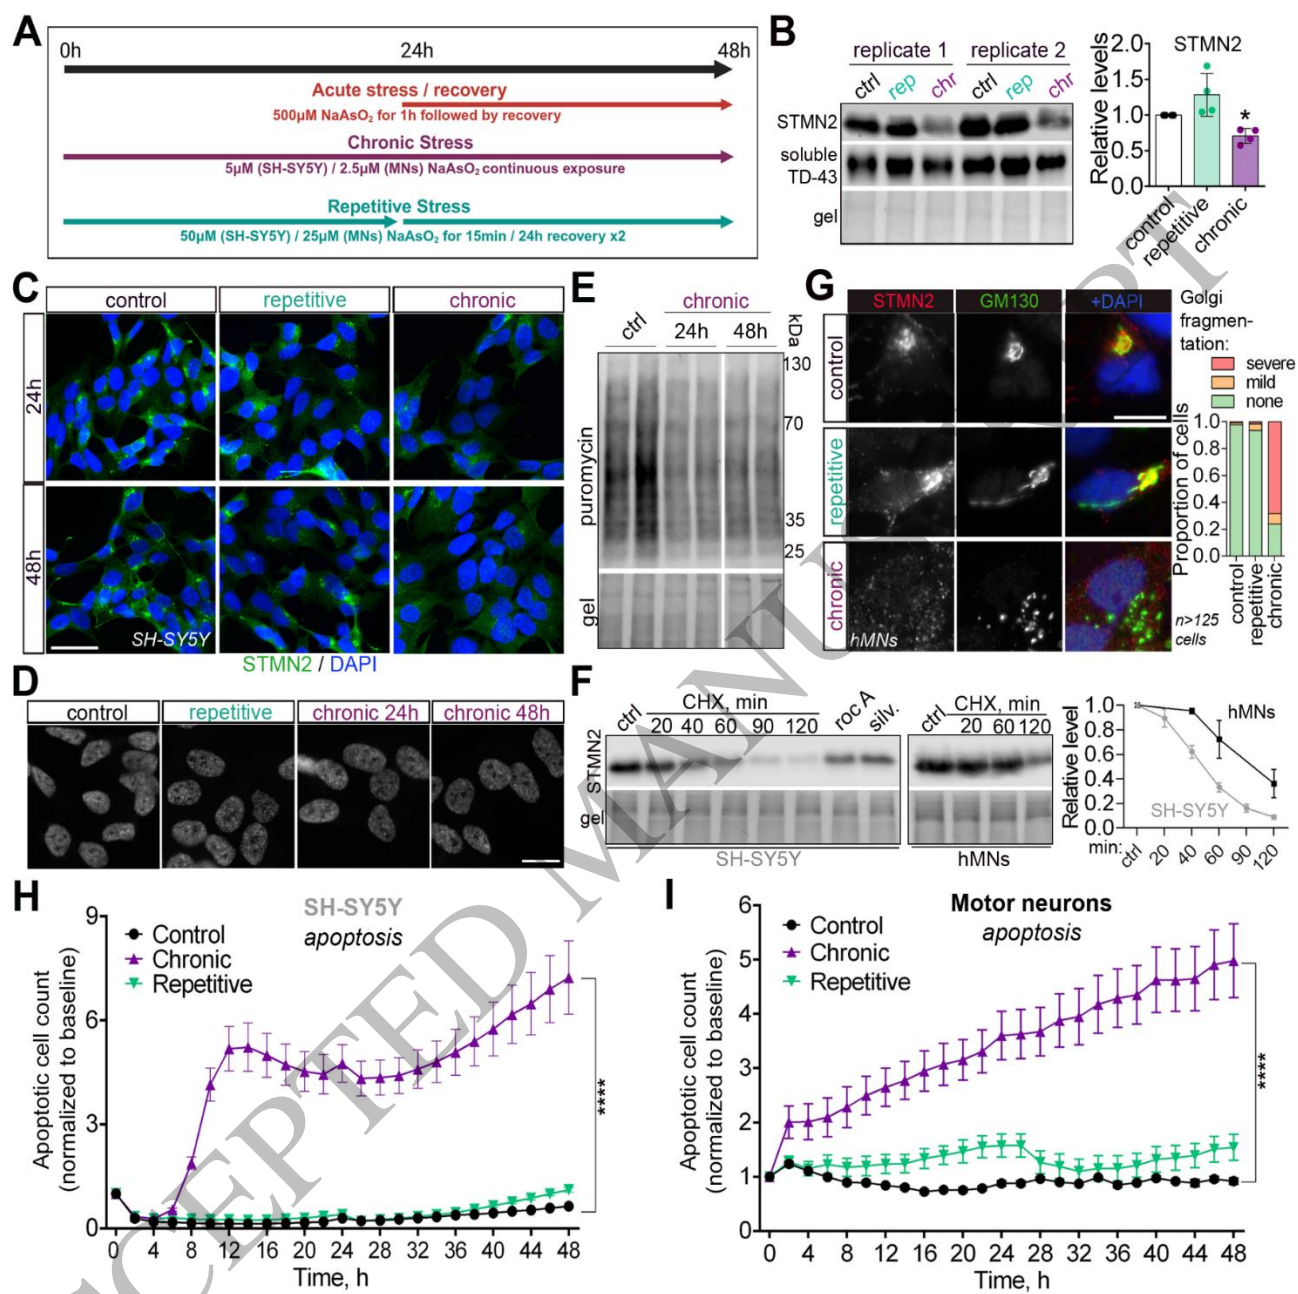 A
0h 24h 48h
Acute stress / recovery
500µM NaAsO₂ for 1h followed by recovery
Chronic Stress
5µM (SH-SY5Y) / 2.5µM (MNs) NaAsO₂ continuous exposure
Repetitive Stress
50µM (SH-SY5Y) / 25µM (MNs) NaAsO₂ for 15min / 24h recovery x2
B
replicate 1 replicate 2
ctrl rep chr ctrl rep chr
STMN2
soluble
TD-43
gel
STMN2
Relative levels
2.0
1.5
1.0
0.5
0.0
*
control
repetitive
chronic
C
control repetitive chronic
24h
48h
SH-SY5Y
STMN2 / DAPI
D
control repetitive chronic 24h chronic 48h
E
chronic
ctrl 24h 48h kDa
130
70
35
25
puromycin
gel
F
ctrl CHX, min roc A silv.
20 40 60 90 120
STMN2
gel
SH-SY5Y
ctrl CHX, min
20 60 120
hMNs
Relative level
1.0
0.8
0.6
0.4
0.2
0.0
hMNs
SH-SY5Y
min: ctrl 20 40 60 90 120
G
STMN2 GM130 +DAPI
control
repetitive
chronic
hMNs
Golgi
fragmen-
tation:
severe
mild
none
Proportion of cells
1.0
0.8
0.6
0.4
0.2
0.0
control
repetitive
chronic
n>125
cells
H
SH-SY5Y
apoptosis
Control
Chronic
Repetitive
Apoptotic cell count
(normalized to baseline)
9
6
3
0
****
0 4 8 12 16 20 24 28 32 36 40 44 48
Time, h
I
Motor neurons
apoptosis
Control
Chronic
Repetitive
Apoptotic cell count
(normalized to baseline)
6
5
4
3
2
1
0
****
0 4 8 12 16 20 24 28 32 36 40 44 48
Time, h
CCEPTED MANUSCRIPT